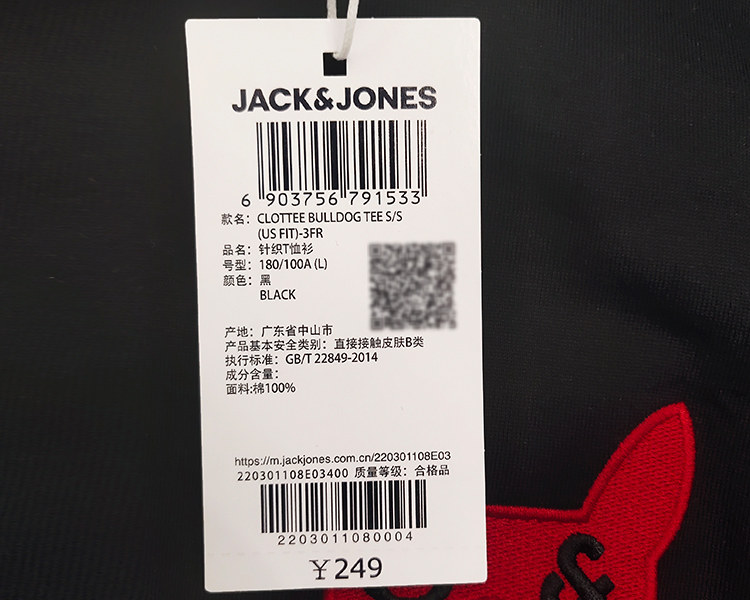 JACK&JONES
6 903756 791533
款名: CLOTTEE BULLDOG TEE S/S
(US FIT)-3FR
品名: 针织T恤衫
号型: 180/100A (L)
颜色: 黑
BLACK
产地: 广东省中山市
产品基本安全类别: 直接接触皮肤B类
执行标准: GB/T 22849-2014
成分含量:
面料:棉100%
https://m.jackjones.com.cn/220301108E03
220301108E03400 质量等级: 合格品
2203011080004
￥249
&